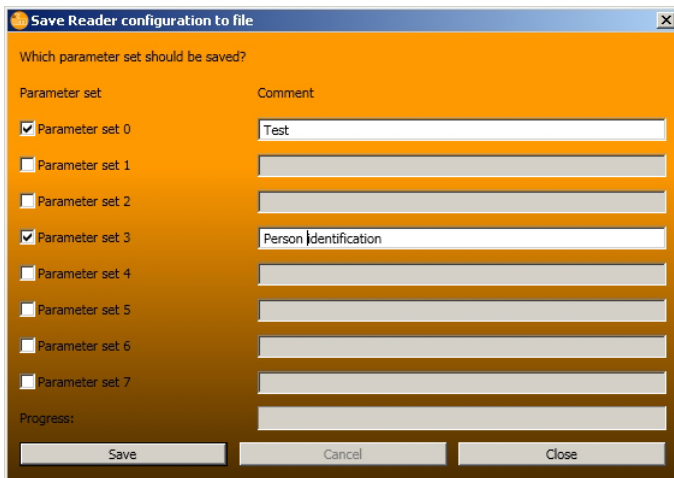 Save Reader configuration to file
Which parameter set should be saved?
Parameter set Comment
Parameter set 0 Test
Parameter set 1
Parameter set 2
Parameter set 3 Person identification
Parameter set 4
Parameter set 5
Parameter set 6
Parameter set 7
Progress:
Save Cancel Close